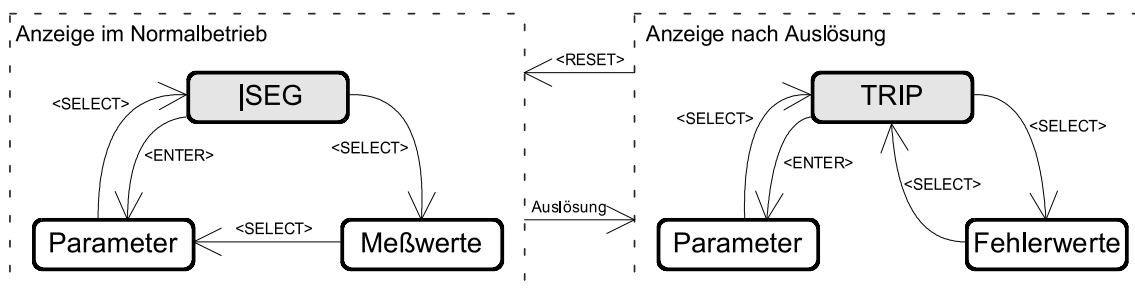 Anzeige im Normalbetrieb
Anzeige nach Auslösung
<RESET>
|SEG
TRIP
<SELECT>
<SELECT>
<ENTER>
<SELECT>
<ENTER>
<SELECT>
<SELECT>
<SELECT>
Auslösung
Parameter
<SELECT>
Meßwerte
Parameter
Fehlerwerte